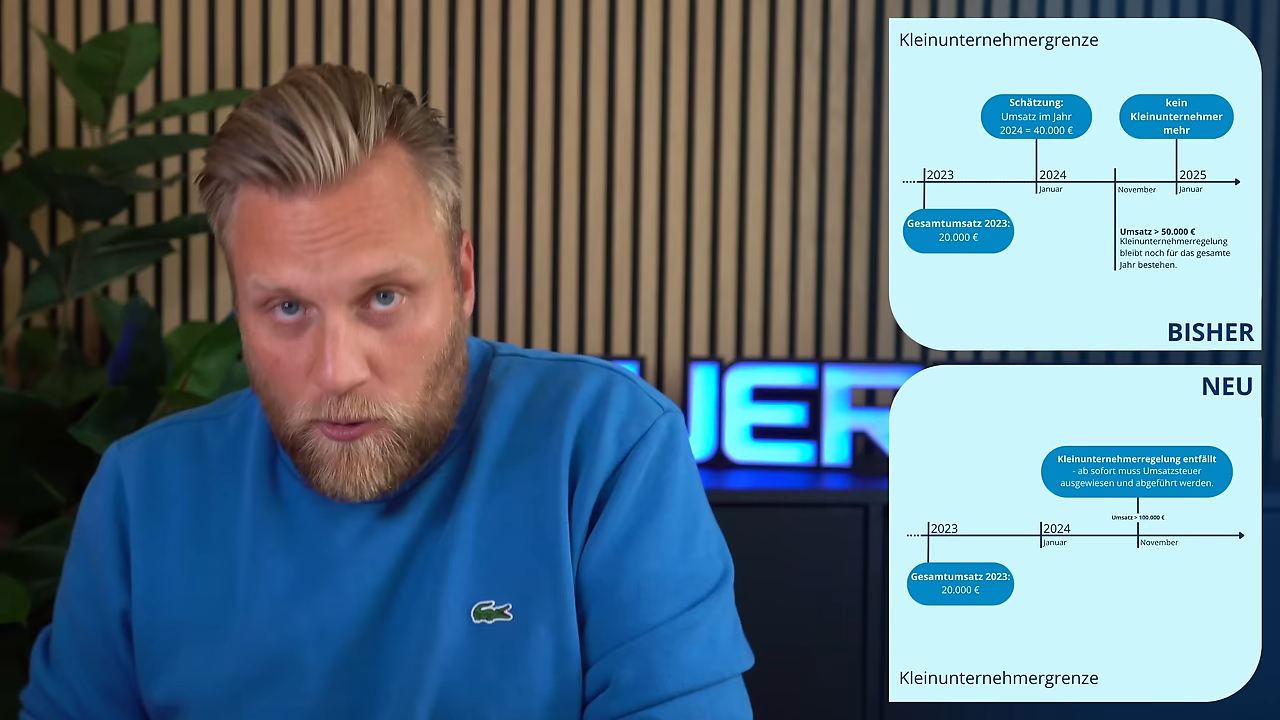 Kleinunternehmergrenze
Schätzung:
Umsatz im Jahr
2024 = 40.000 €
kein
Kleinunternehmer
mehr
2023
2024
2025
Januar
November
Januar
Gesamtumsatz 2023:
20.000 €
Umsatz > 50.000 €
Kleinunternehmerregelung
bleibt noch für das gesamte
Jahr bestehen.
BISHER
UER
NEU
Kleinunternehmerregelung entfällt
- ab sofort muss Umsatzsteuer
ausgewiesen und abgeführt werden.
Umsatz > 100.000 €
2023
2024
Januar
November
Gesamtumsatz 2023:
20.000 €
Kleinunternehmergrenze